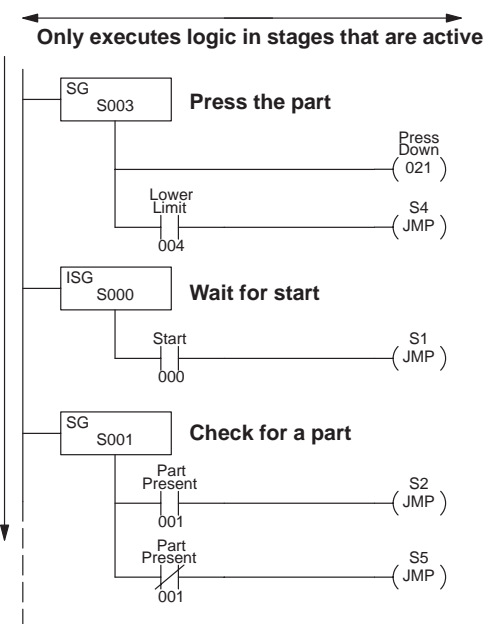 Only executes logic in stages that are active
SG
S003
Press the part
Press
Down
021
Lower
Limit
004
S4
JMP
ISG
S000
Wait for start
Start
000
S1
JMP
SG
S001
Check for a part
Part
Present
001
S2
JMP
Part
Present
001
S5
JMP